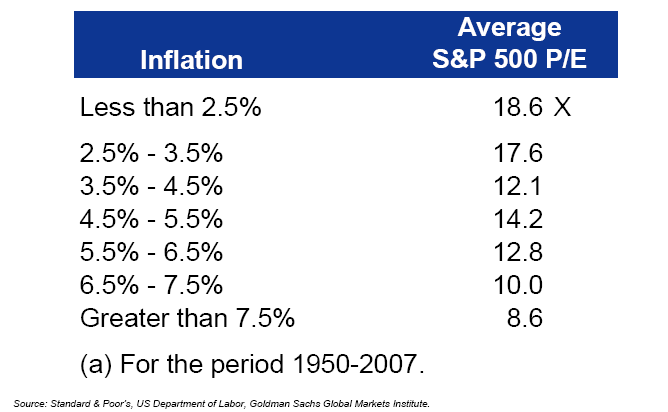 Inflation Average S&P 500 P/E
Less than 2.5% 18.6 X
2.5% - 3.5% 17.6
3.5% - 4.5% 12.1
4.5% - 5.5% 14.2
5.5% - 6.5% 12.8
6.5% - 7.5% 10.0
Greater than 7.5% 8.6
(a) For the period 1950-2007.
Source: Standard & Poor's, US Department of Labor, Goldman Sachs Global Markets Institute.